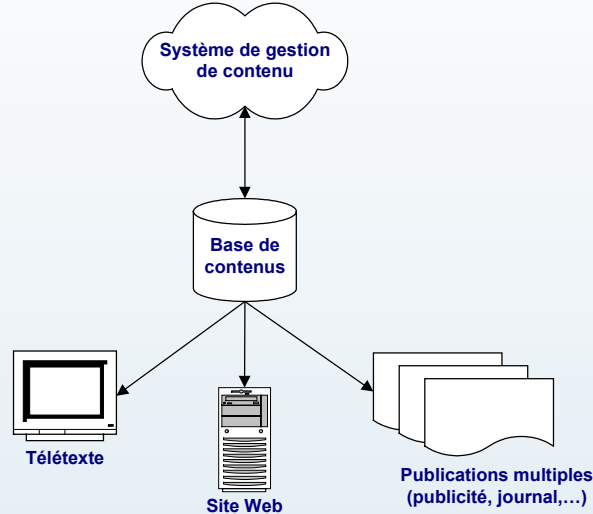 Système de gestion
de contenu
Base de
contenus
Télétexte
Site Web
Publications multiples
(publicité, journal,...)